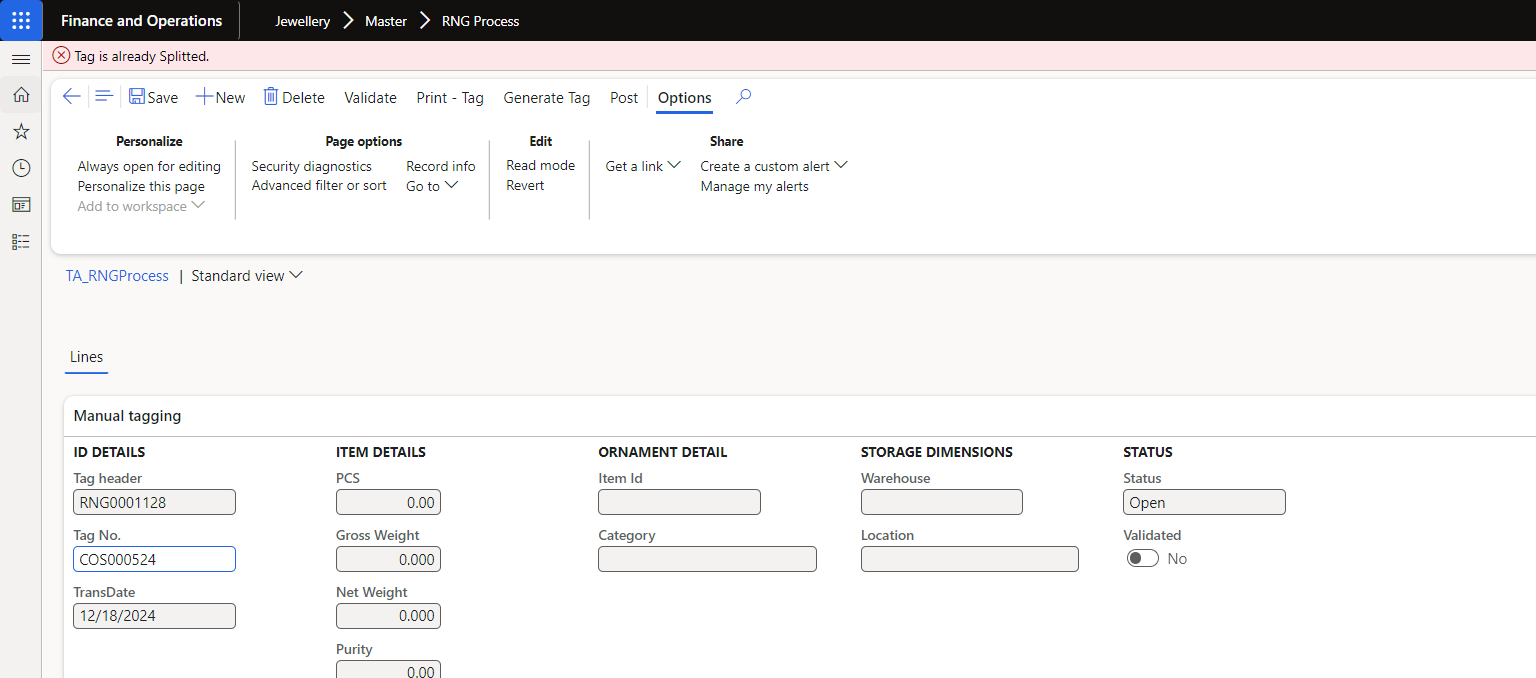 Finance and Operations
Jewellery
Master
RNG Process
Tag is already Splitted.
Save
New
Delete
Validate
Print - Tag
Generate Tag
Post
Options
Personalize
Always open for editing
Personalize this page
Add to workspace
Page options
Security diagnostics
Advanced filter or sort
Record info
Go to
Edit
Read mode
Revert
Get a link
Share
Create a custom alert
Manage my alerts
TA_RNGProcess | Standard view
Lines
Manual tagging
ID DETAILS
Tag header
RNG0001128
Tag No.
COS000524
TransDate
12/18/2024
ITEM DETAILS
PCS
0.00
Gross Weight
0.000
Net Weight
0.000
Purity
0.00
ORNAMENT DETAIL
Item Id
Category
STORAGE DIMENSIONS
Warehouse
Location
STATUS
Status
Open
Validated
No